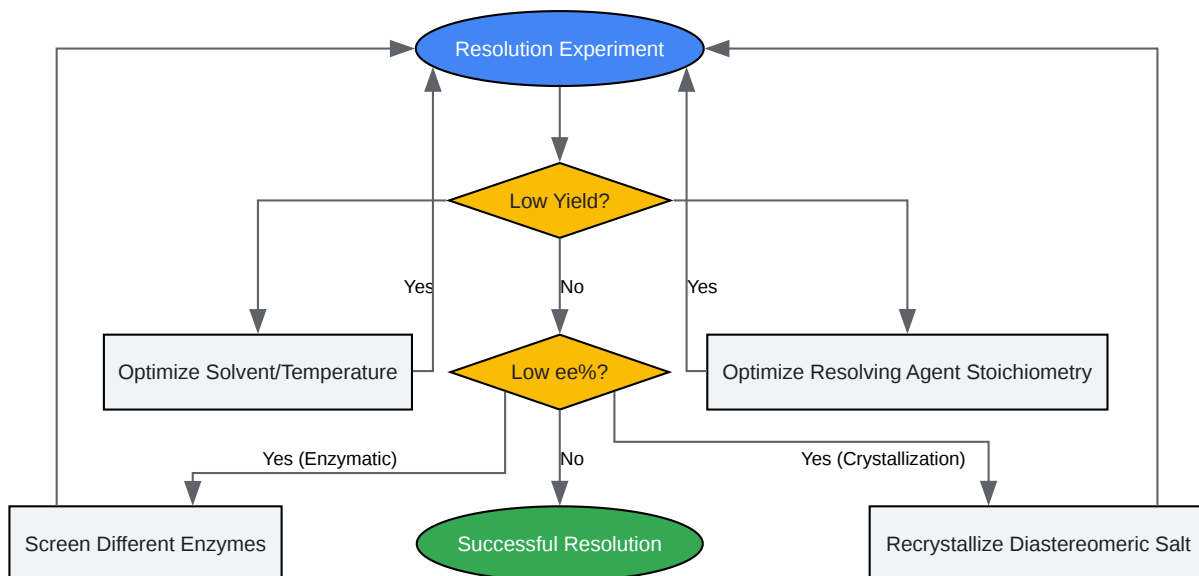 Resolution Experiment
Low Yield?
Yes
No
Yes
Optimize Solvent/Temperature
Low ee%?
Optimize Resolving Agent Stoichiometry
Yes (Enzymatic)
No
Yes (Crystallization)
Screen Different Enzymes
Successful Resolution
Recrystallize Diastereomeric Salt